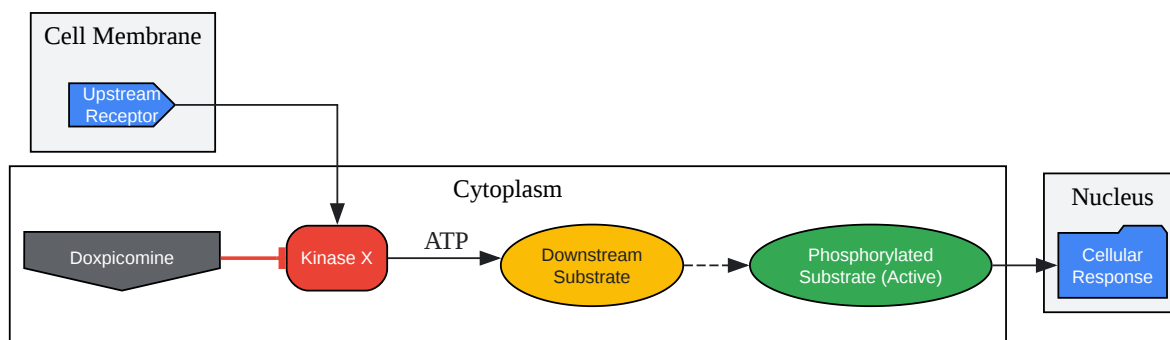 Cell Membrane
Upstream
Receptor
Cytoplasm
Nucleus
Doxpicomine
Kinase X
ATP
Downstream
Substrate
Phosphorylated
Substrate (Active)
Cellular
Response